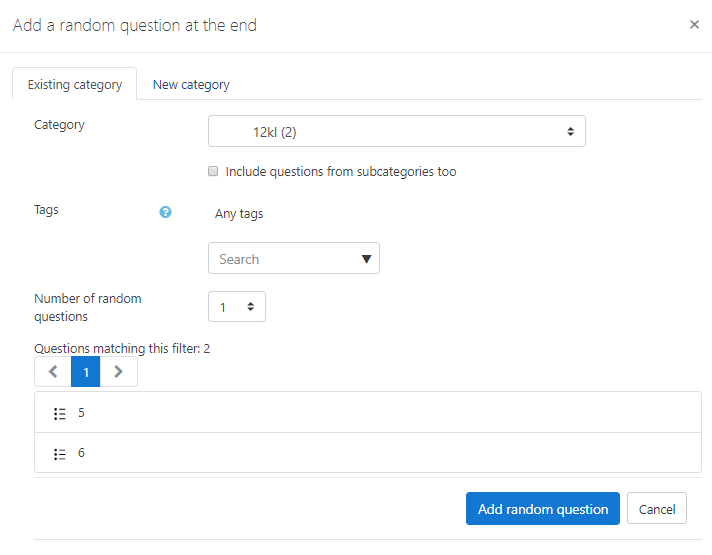 Add a random question at the end
×
Existing category
New category
Category
12kl (2)
Include questions from subcategories too
Tags
?
Any tags
Search
Number of random
questions
1
Questions matching this filter: 2
1
5
6
Add random question
Cancel